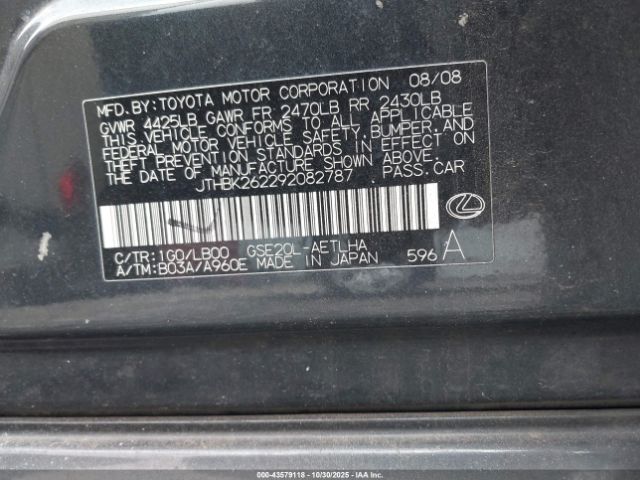 MFD.BY:TOYOTA MOTOR CORPORATION 08/08
GVWR 4425LB GAWR FR 2470LB RR 2430LB
THIS VEHICLE CONFORMS TO ALL APPLICABLE
FEDERAL MOTOR VEHICLE SAFETY,BUMPER,AND
THEFT PREVENTION STANDARDS IN EFFECT ON
THE DATE OF MANUFACTURE SHOWN ABOVE.
JTHBK262292082787 PASS.CAR
C/TR:1G0/LB00 GSE20L-AETLHA
A/TM:B03A/A960E MADE IN JAPAN 596 A
000-43579118 - 10/30/2025 - IAAI.com